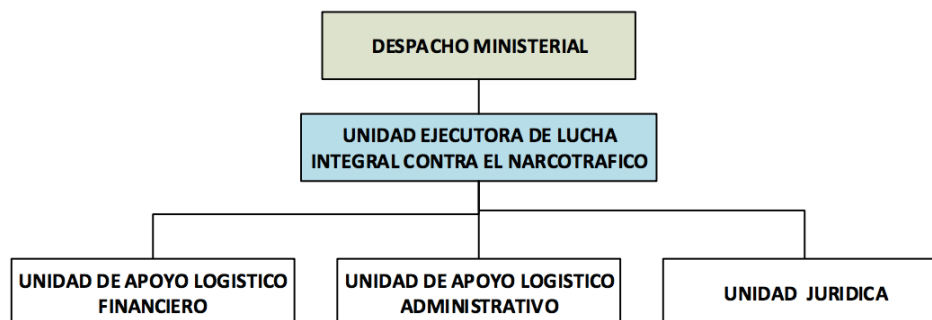 DESPACHO MINISTERIAL
UNIDAD EJECUTORA DE LUCHA
INTEGRAL CONTRA EL NARCOTRAFICO
UNIDAD DE APOYO LOGISTICO
FINANCIERO
UNIDAD DE APOYO LOGISTICO
ADMINISTRATIVO
UNIDAD JURIDICA